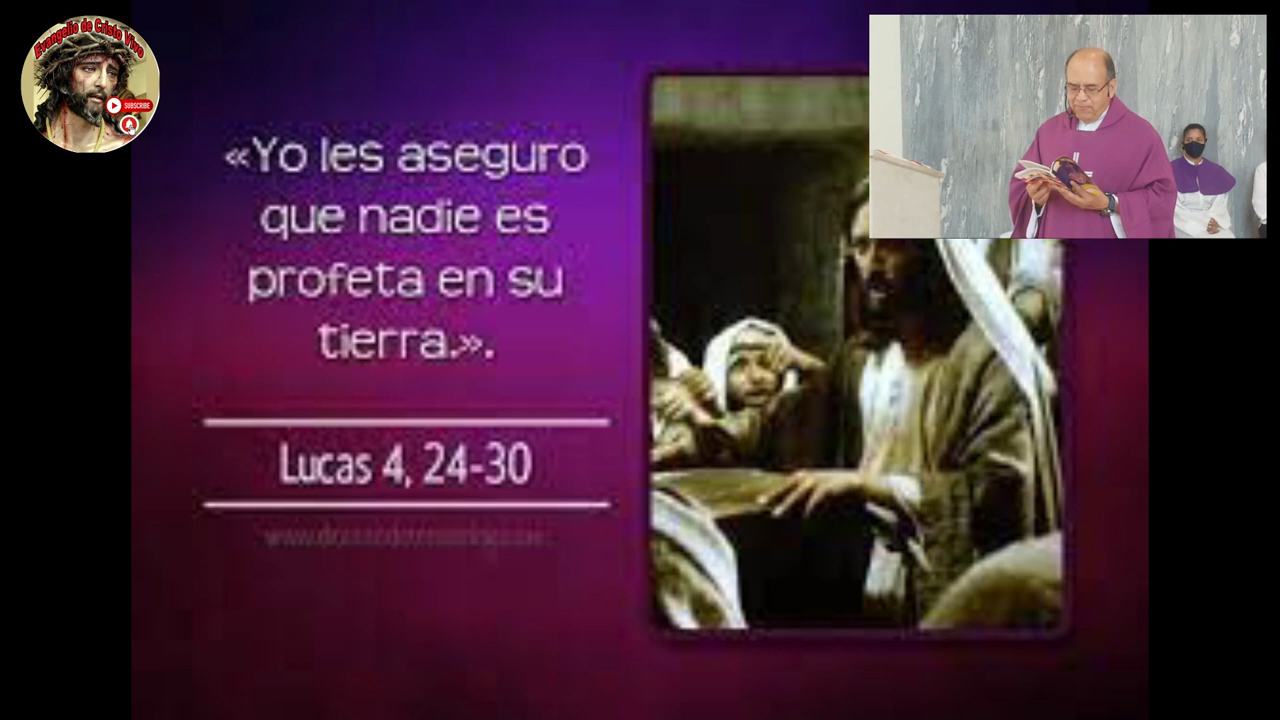 Evangelio de Cristo Vivo
SUBSCRIBE
«Yo les aseguro
que nadie es
profeta en su
tierra.».
Lucas 4, 24-30